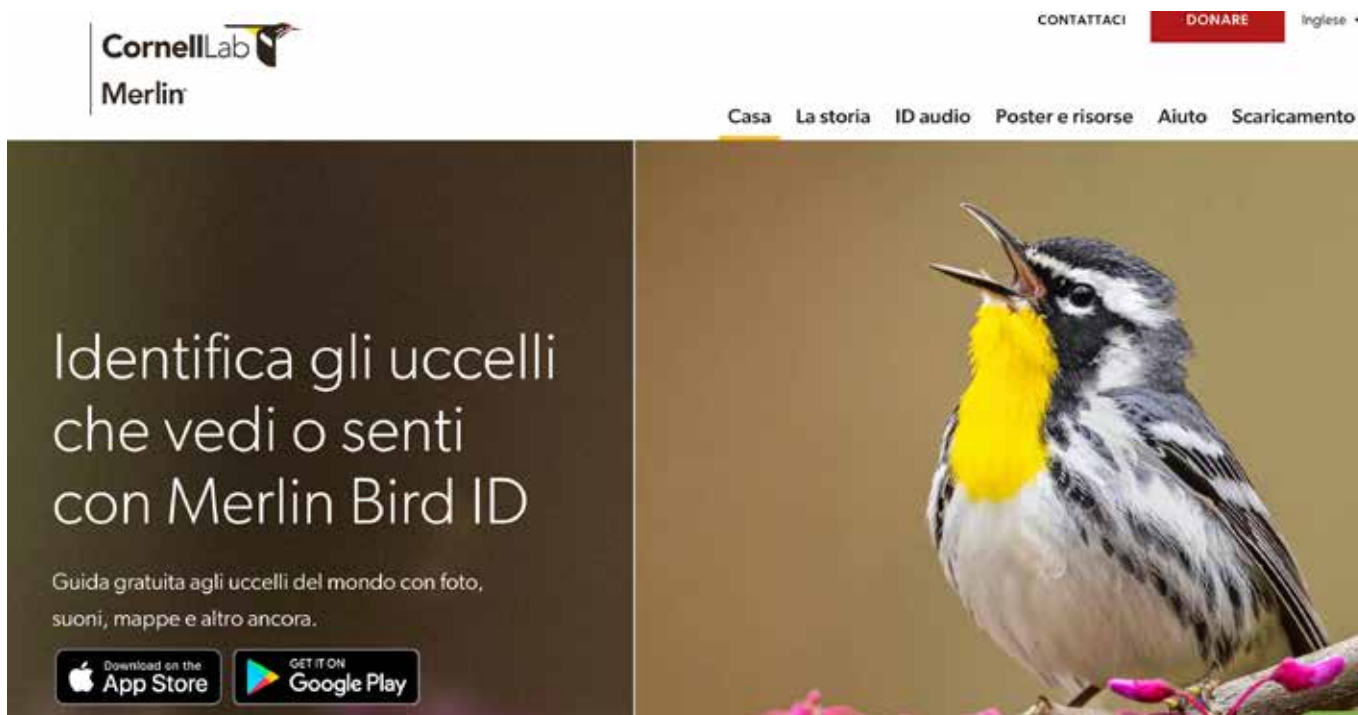 CornellLab
Merlin
CONTATTACI DONARE Inglese
Casa La storia ID audio Poster e risorse Aiuto Scaricamento
Identifica gli uccelli
che vedi o senti
con Merlin Bird ID
Guida gratuita agli uccelli del mondo con foto,
suoni, mappe e altro ancora.
Download on the GET IT ON
App Store Google Play